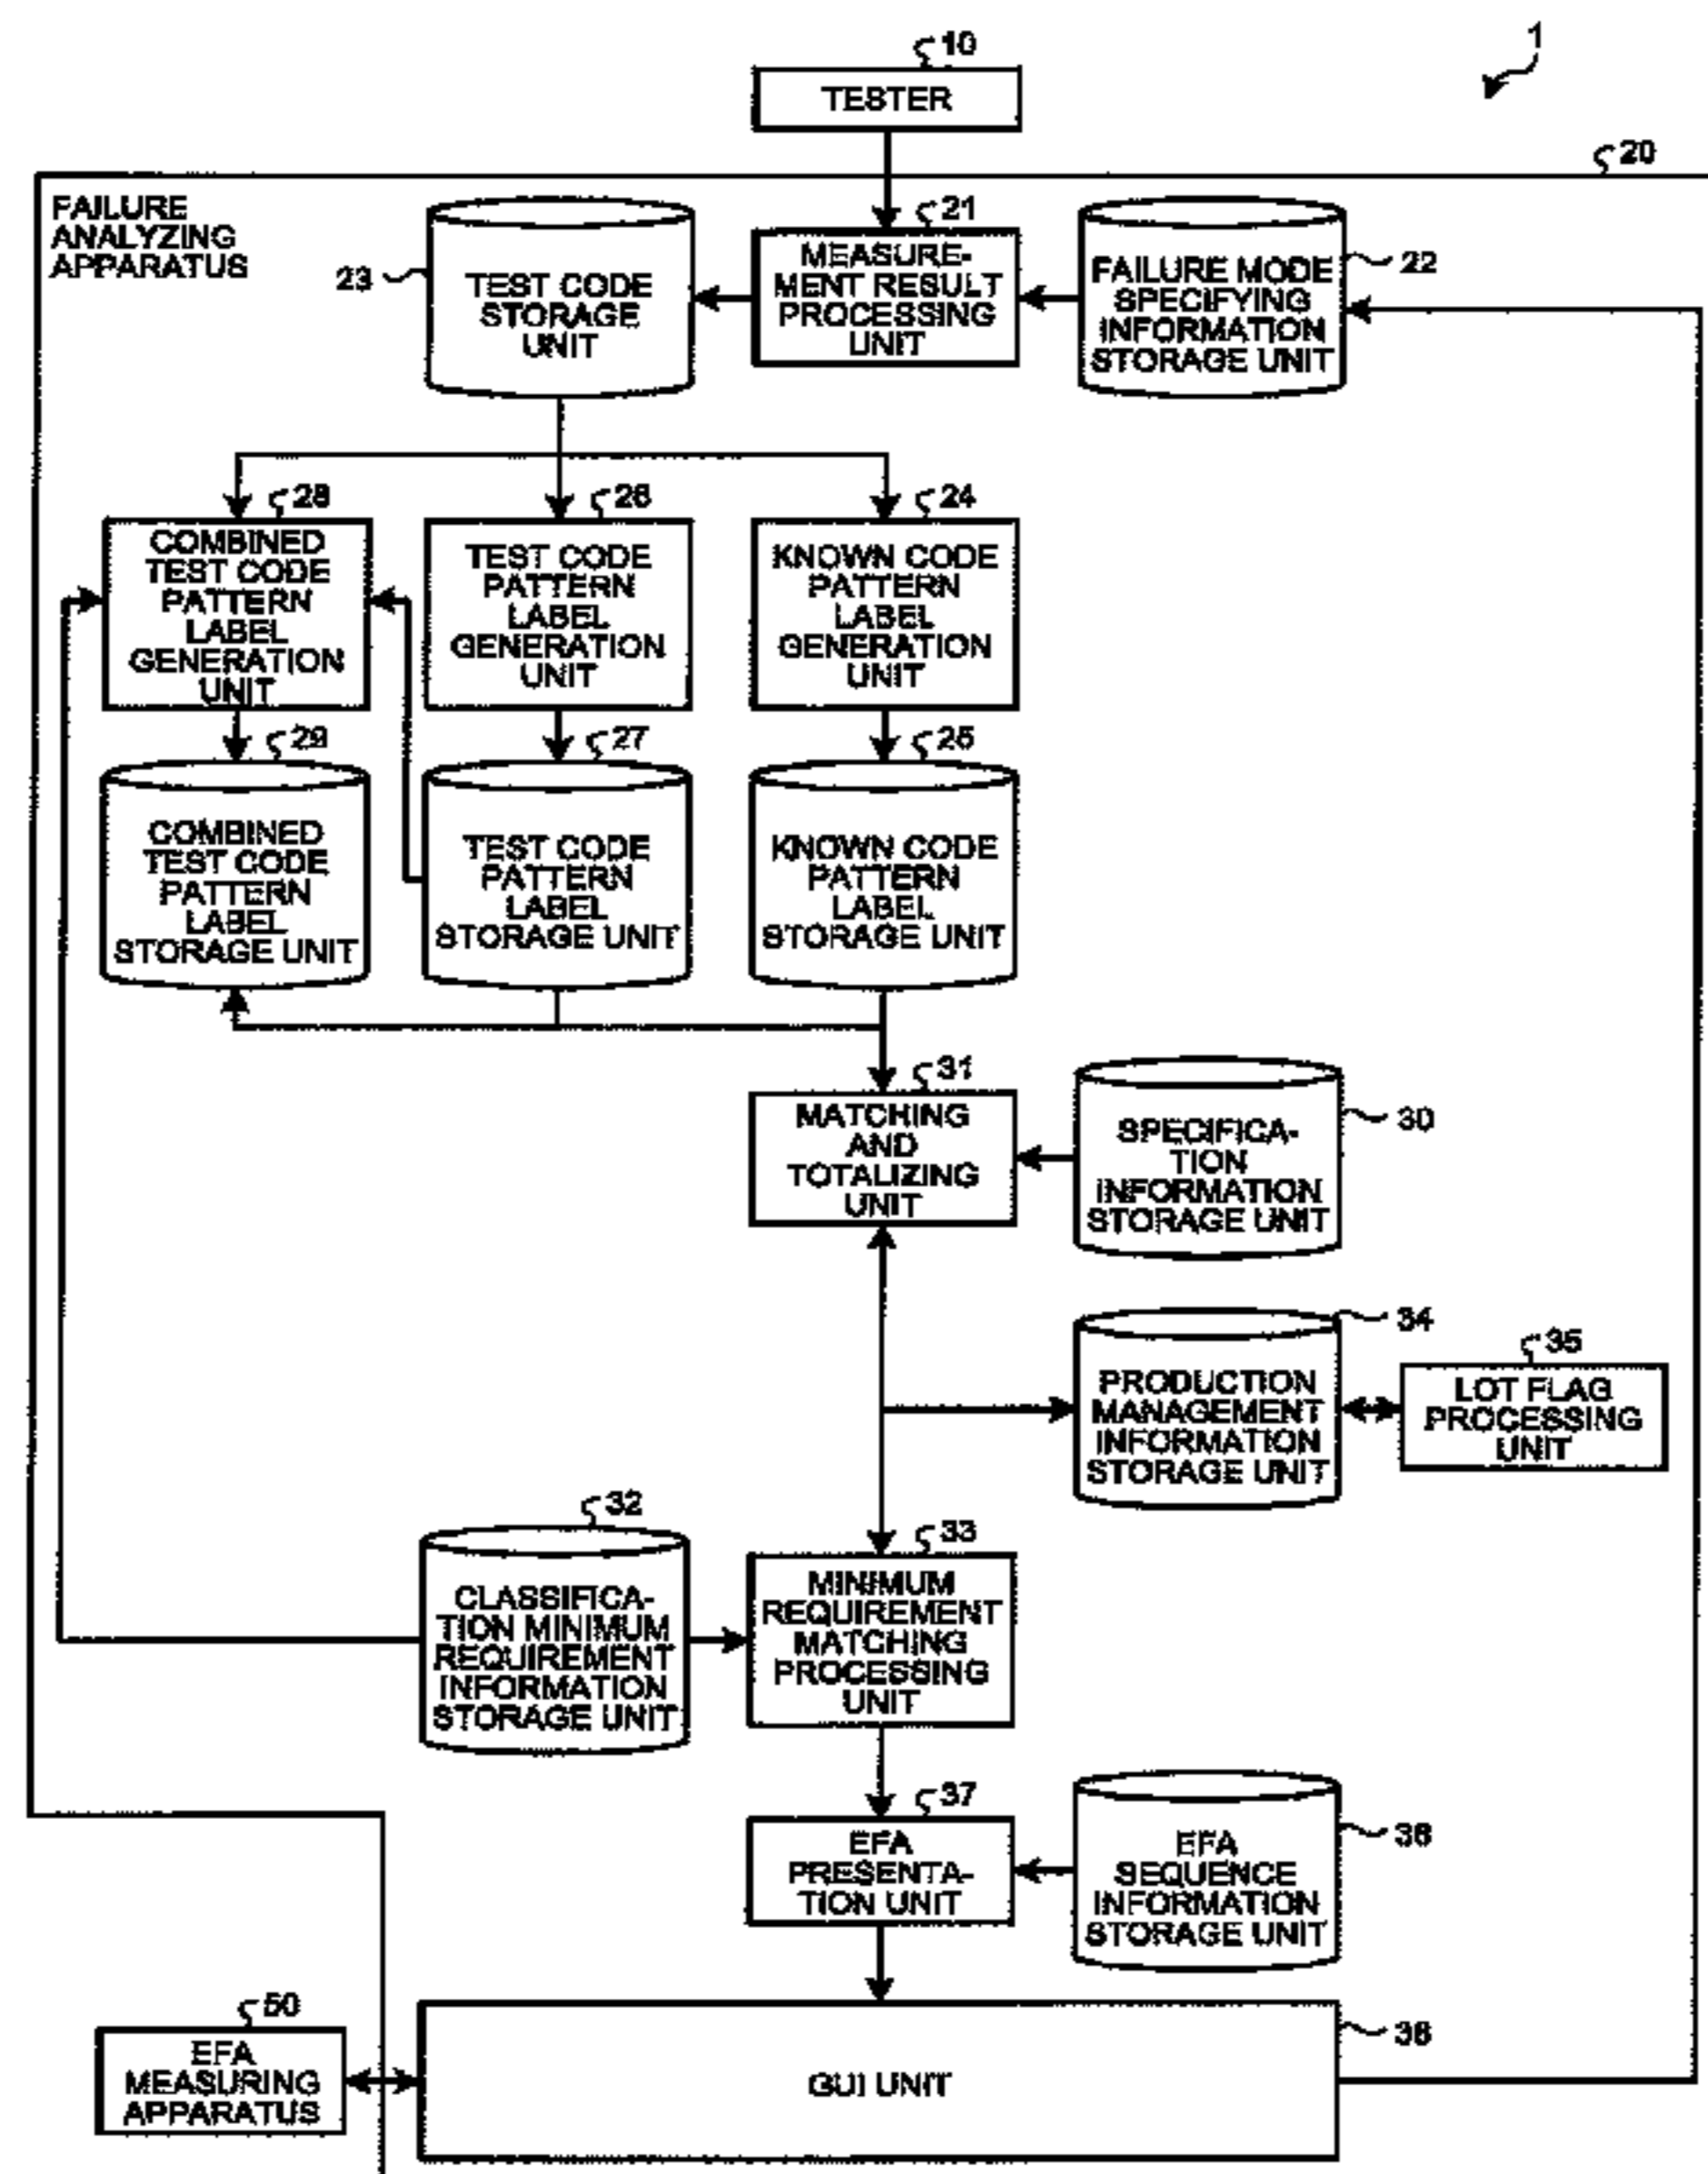 1
10
TESTER
20
FAILURE
ANALYZING
APPARATUS
23
TEST CODE
STORAGE
UNIT
21
MEASURE-
MENT RESULT
PROCESSING
UNIT
22
FAILURE MODE
SPECIFYING
INFORMATION
STORAGE UNIT
28
COMBINED
TEST CODE
PATTERN
LABEL
GENERATION
UNIT
26
TEST CODE
PATTERN
LABEL
GENERATION
UNIT
24
KNOWN CODE
PATTERN
LABEL
GENERATION
UNIT
29
COMBINED
TEST CODE
PATTERN
LABEL
STORAGE UNIT
27
TEST CODE
PATTERN
LABEL
STORAGE UNIT
25
KNOWN CODE
PATTERN
LABEL
STORAGE UNIT
31
MATCHING
AND
TOTALIZING
UNIT
30
SPECIFICA-
TION
INFORMATION
STORAGE UNIT
34
PRODUCTION
MANAGEMENT
INFORMATION
STORAGE UNIT
35
LOT FLAG
PROCESSING
UNIT
32
CLASSIFICA-
TION MINIMUM
REQUIREMENT
INFORMATION
STORAGE UNIT
33
MINIMUM
REQUIREMENT
MATCHING
PROCESSING
UNIT
37
EFA
PRESENTA-
TION UNIT
36
EFA
SEQUENCE
INFORMATION
STORAGE UNIT
50
EFA
MEASURING
APPARATUS
GUI UNIT